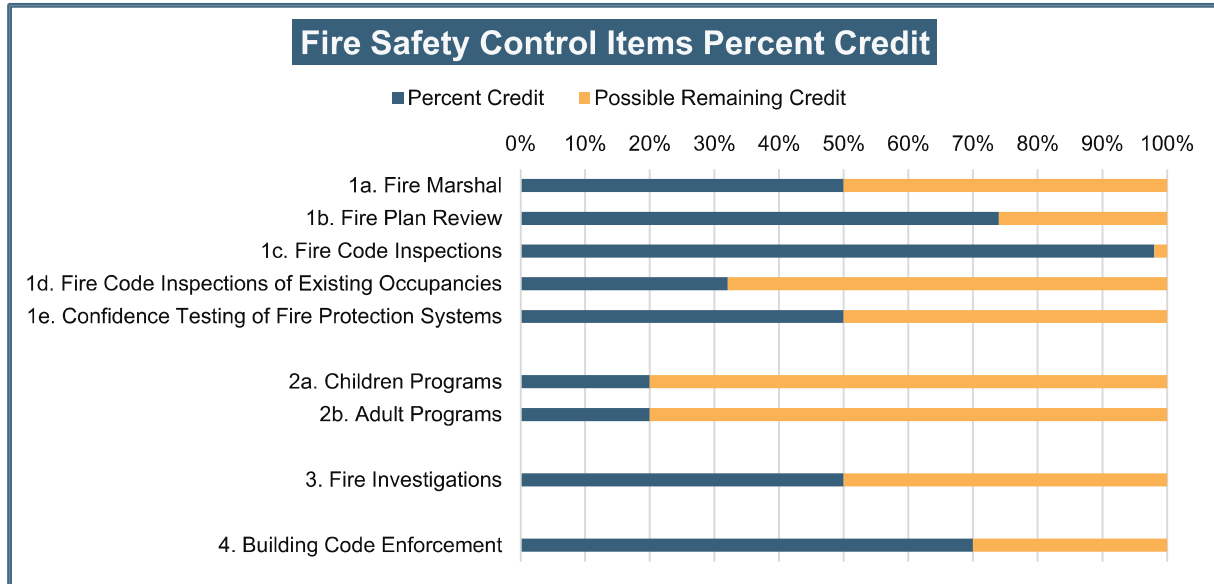 Fire Safety Control Items Percent Credit
Percent Credit Possible Remaining Credit
0% 10% 20% 30% 40% 50% 60% 70% 80% 90% 100%
1a. Fire Marshal
1b. Fire Plan Review
1c. Fire Code Inspections
1d. Fire Code Inspections of Existing Occupancies
1e. Confidence Testing of Fire Protection Systems
2a. Children Programs
2b. Adult Programs
3. Fire Investigations
4. Building Code Enforcement